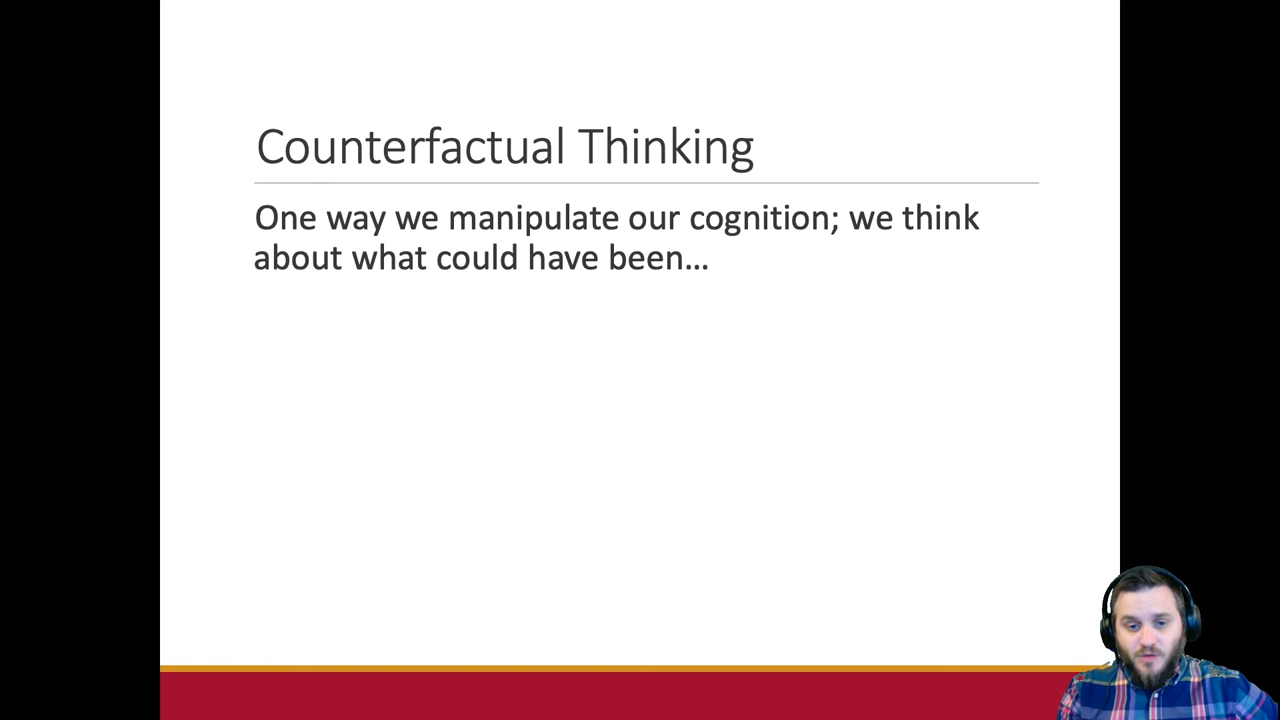 Counterfactual Thinking
One way we manipulate our cognition; we think
about what could have been…